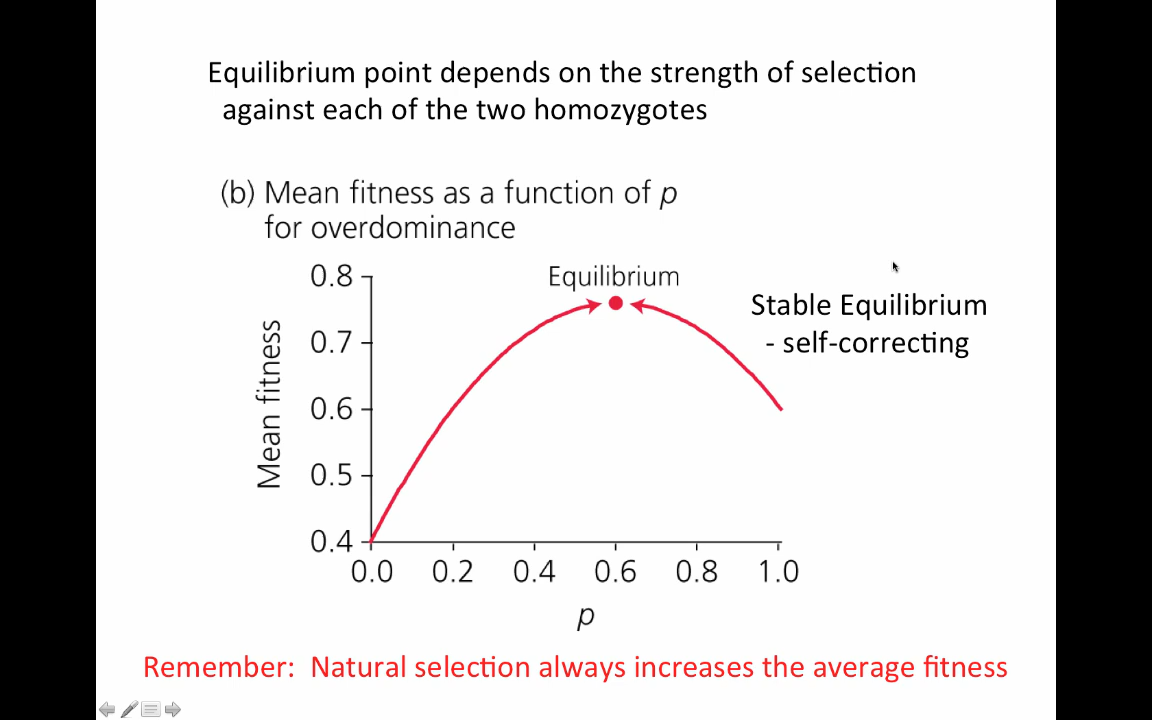 Equilibrium point depends on the strength of selection
against each of the two homozygotes
(b) Mean fitness as a function of p
for overdominance
0.8
Equilibrium
Stable Equilibrium
- self-correcting
0.7
0.6
Mean fitness
0.5
0.4
0.0 0.2 0.4 0.6 0.8 1.0
p
Remember: Natural selection always increases the average fitness